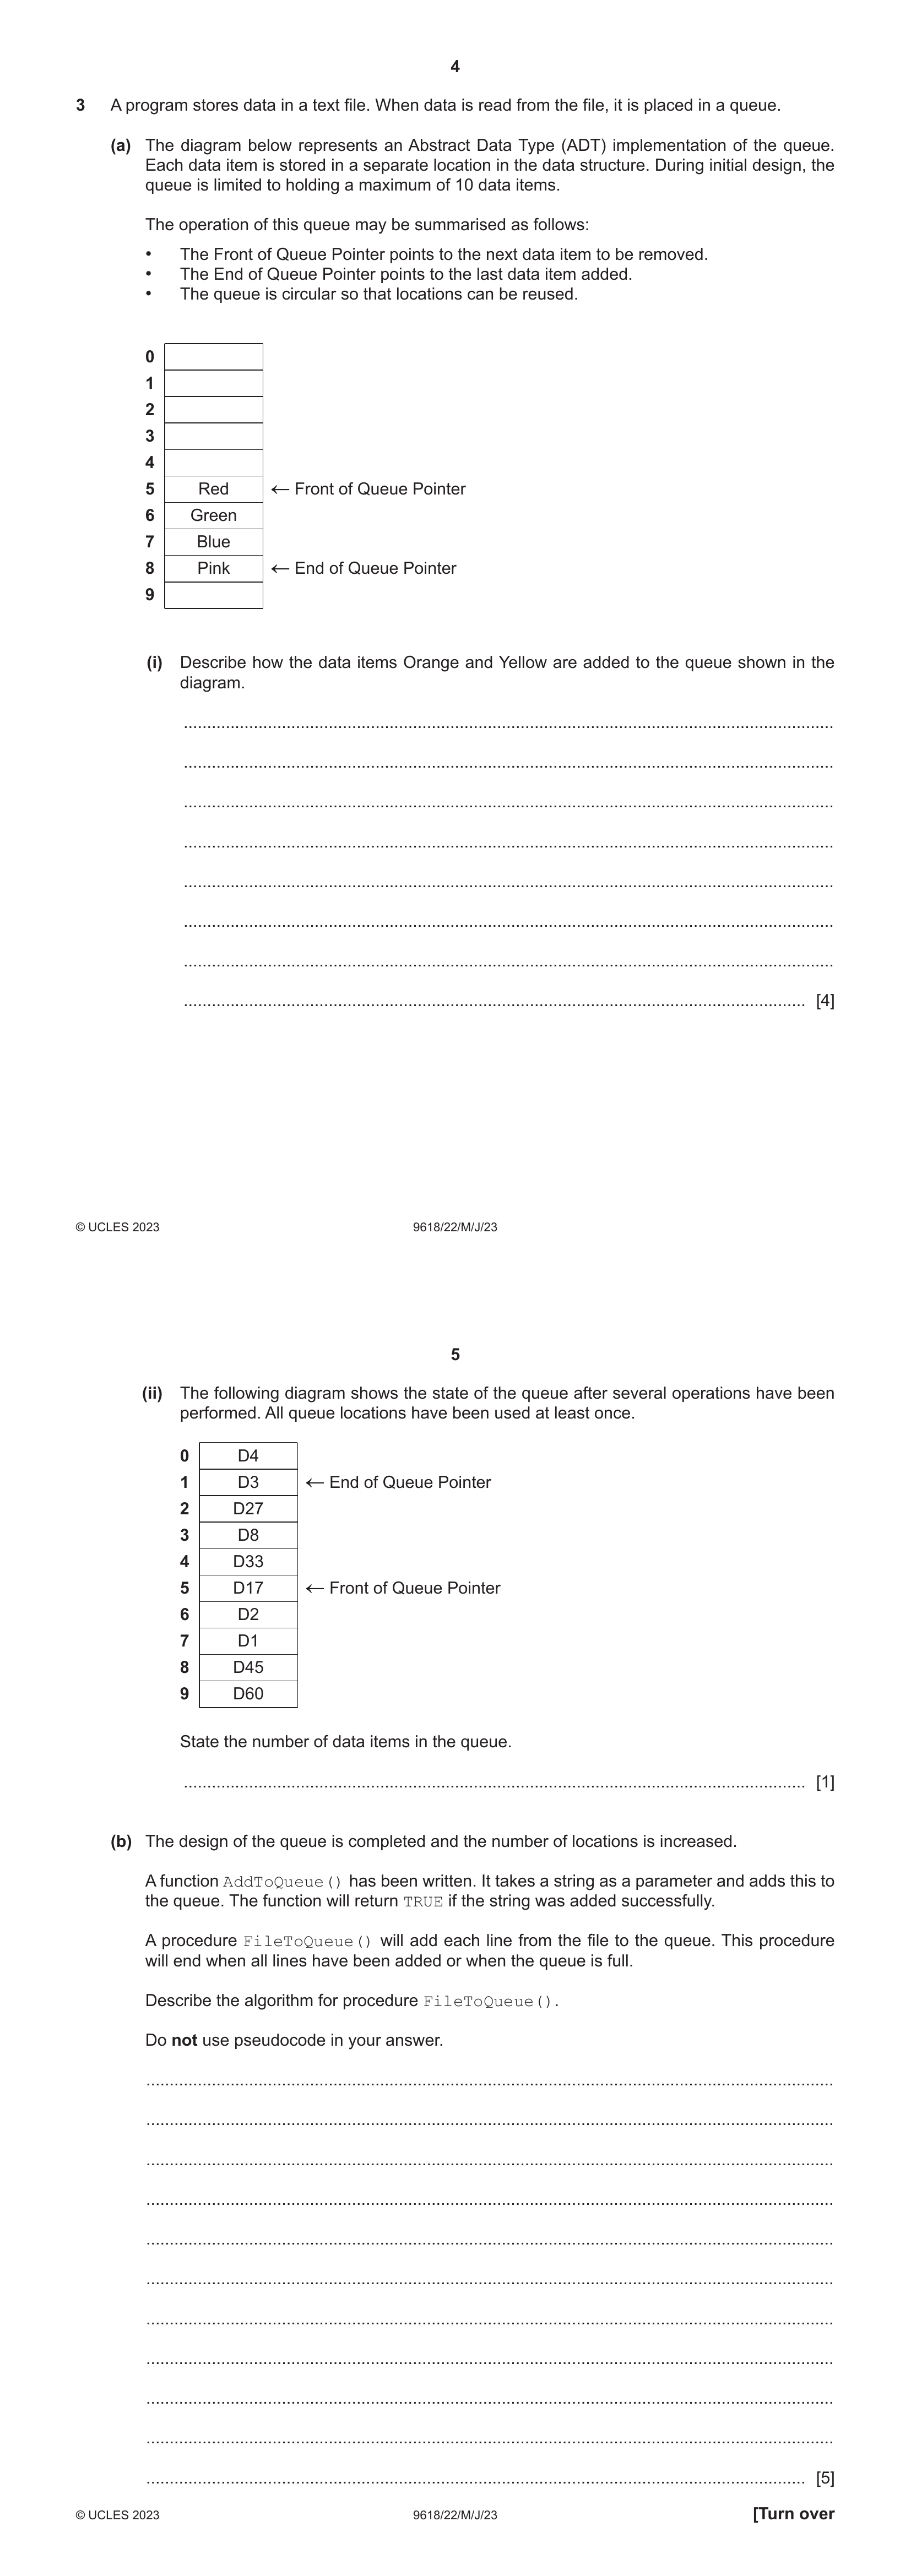 4
3 A program stores data in a text file. When data is read from the file, it is placed in a queue.
(a) The diagram below represents an Abstract Data Type (ADT) implementation of the queue.
Each data item is stored in a separate location in the data structure. During initial design, the
queue is limited to holding a maximum of 10 data items.
The operation of this queue may be summarised as follows:
• The Front of Queue Pointer points to the next data item to be removed.
• The End of Queue Pointer points to the last data item added.
• The queue is circular so that locations can be reused.
0
1
2
3
4
5 Red ← Front of Queue Pointer
6 Green
7 Blue
8 Pink ← End of Queue Pointer
9
(i) Describe how the data items Orange and Yellow are added to the queue shown in the
diagram.
[4]
© UCLES 2023 9618/22/M/J/23
5
(ii) The following diagram shows the state of the queue after several operations have been
performed. All queue locations have been used at least once.
0 D4
1 D3 ← End of Queue Pointer
2 D27
3 D8
4 D33
5 D17 ← Front of Queue Pointer
6 D2
7 D1
8 D45
9 D60
State the number of data items in the queue.
[1]
(b) The design of the queue is completed and the number of locations is increased.
A function AddToQueue() has been written. It takes a string as a parameter and adds this to
the queue. The function will return TRUE if the string was added successfully.
A procedure FileToQueue() will add each line from the file to the queue. This procedure
will end when all lines have been added or when the queue is full.
Describe the algorithm for procedure FileToQueue().
Do not use pseudocode in your answer.
[5]
© UCLES 2023 9618/22/M/J/23 [Turn over